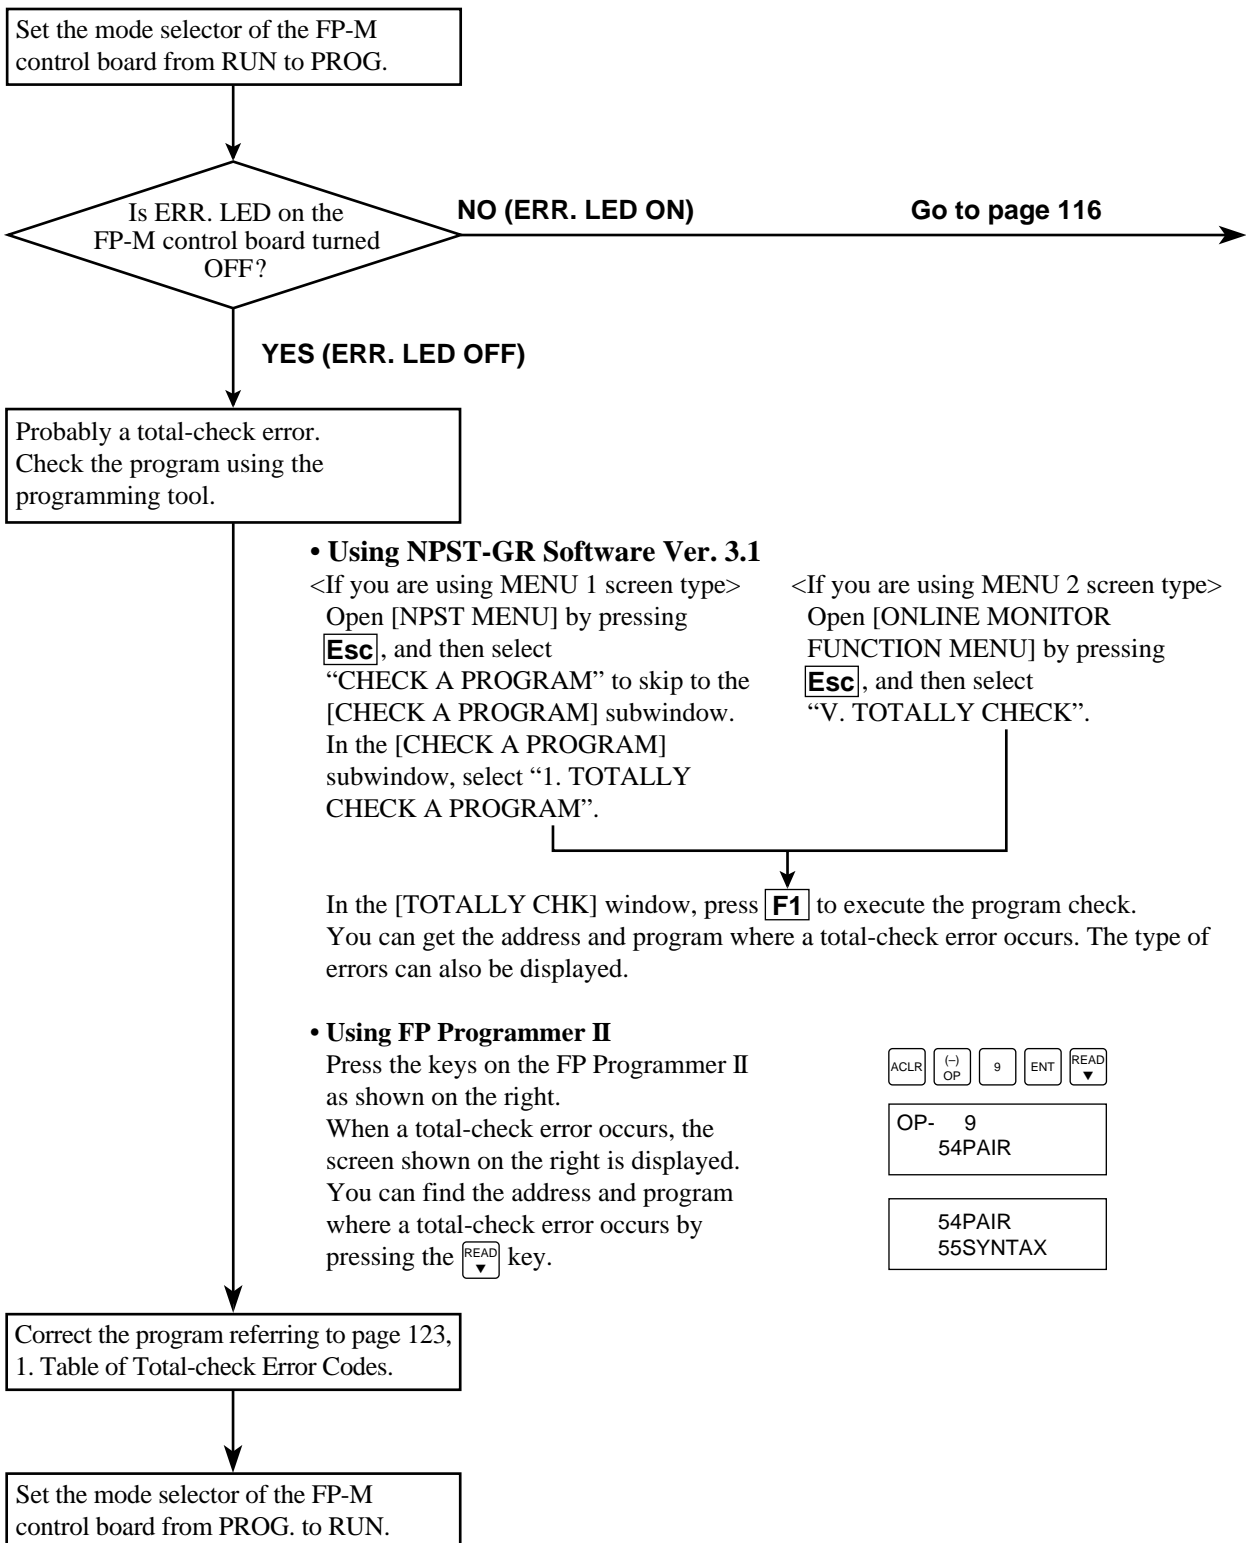 Set the mode selector of the FP-M
control board from RUN to PROG.
Is ERR. LED on the
FP-M control board turned
OFF?
NO (ERR. LED ON)
Go to page 116
YES (ERR. LED OFF)
Probably a total-check error.
Check the program using the
programming tool.
• Using NPST-GR Software Ver. 3.1
<If you are using MENU 1 screen type>
Open [NPST MENU] by pressing
Esc, and then select
“CHECK A PROGRAM” to skip to the
[CHECK A PROGRAM] subwindow.
In the [CHECK A PROGRAM]
subwindow, select “1. TOTALLY
CHECK A PROGRAM”.
<If you are using MENU 2 screen type>
Open [ONLINE MONITOR
FUNCTION MENU] by pressing
Esc, and then select
“V. TOTALLY CHECK”.
In the [TOTALLY CHK] window, press F1 to execute the program check.
You can get the address and program where a total-check error occurs. The type of
errors can also be displayed.
• Using FP Programmer II
Press the keys on the FP Programmer II
as shown on the right.
When a total-check error occurs, the
screen shown on the right is displayed.
You can find the address and program
where a total-check error occurs by
pressing the READ ▼ key.
ACLR (–) OP 9 ENT READ ▼
OP- 9
54PAIR
54PAIR
55SYNTAX
Correct the program referring to page 123,
1. Table of Total-check Error Codes.
Set the mode selector of the FP-M
control board from PROG. to RUN.